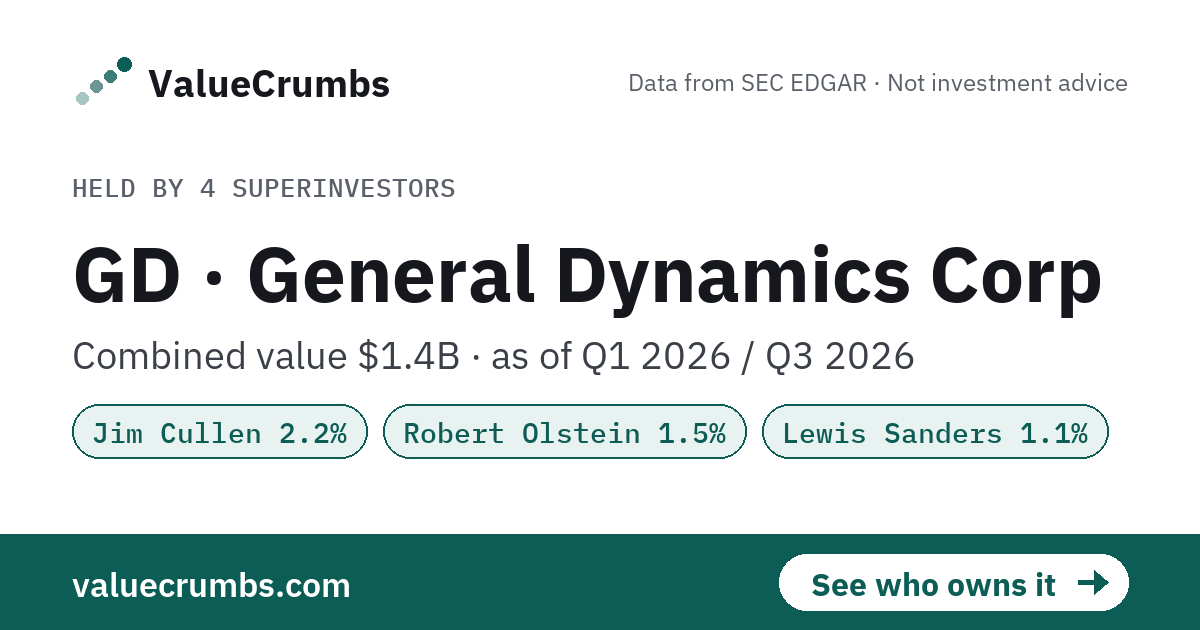 ValueCrumbs
Data from SEC EDGAR · Not investment advice
HELD BY 4 SUPERINVESTORS
GD · General Dynamics Corp
Combined value $1.4B · as of Q1 2026 / Q3 2026
Jim Cullen 2.2% Robert Olstein 1.5% Lewis Sanders 1.1%
valuecrumbs.com
See who owns it →